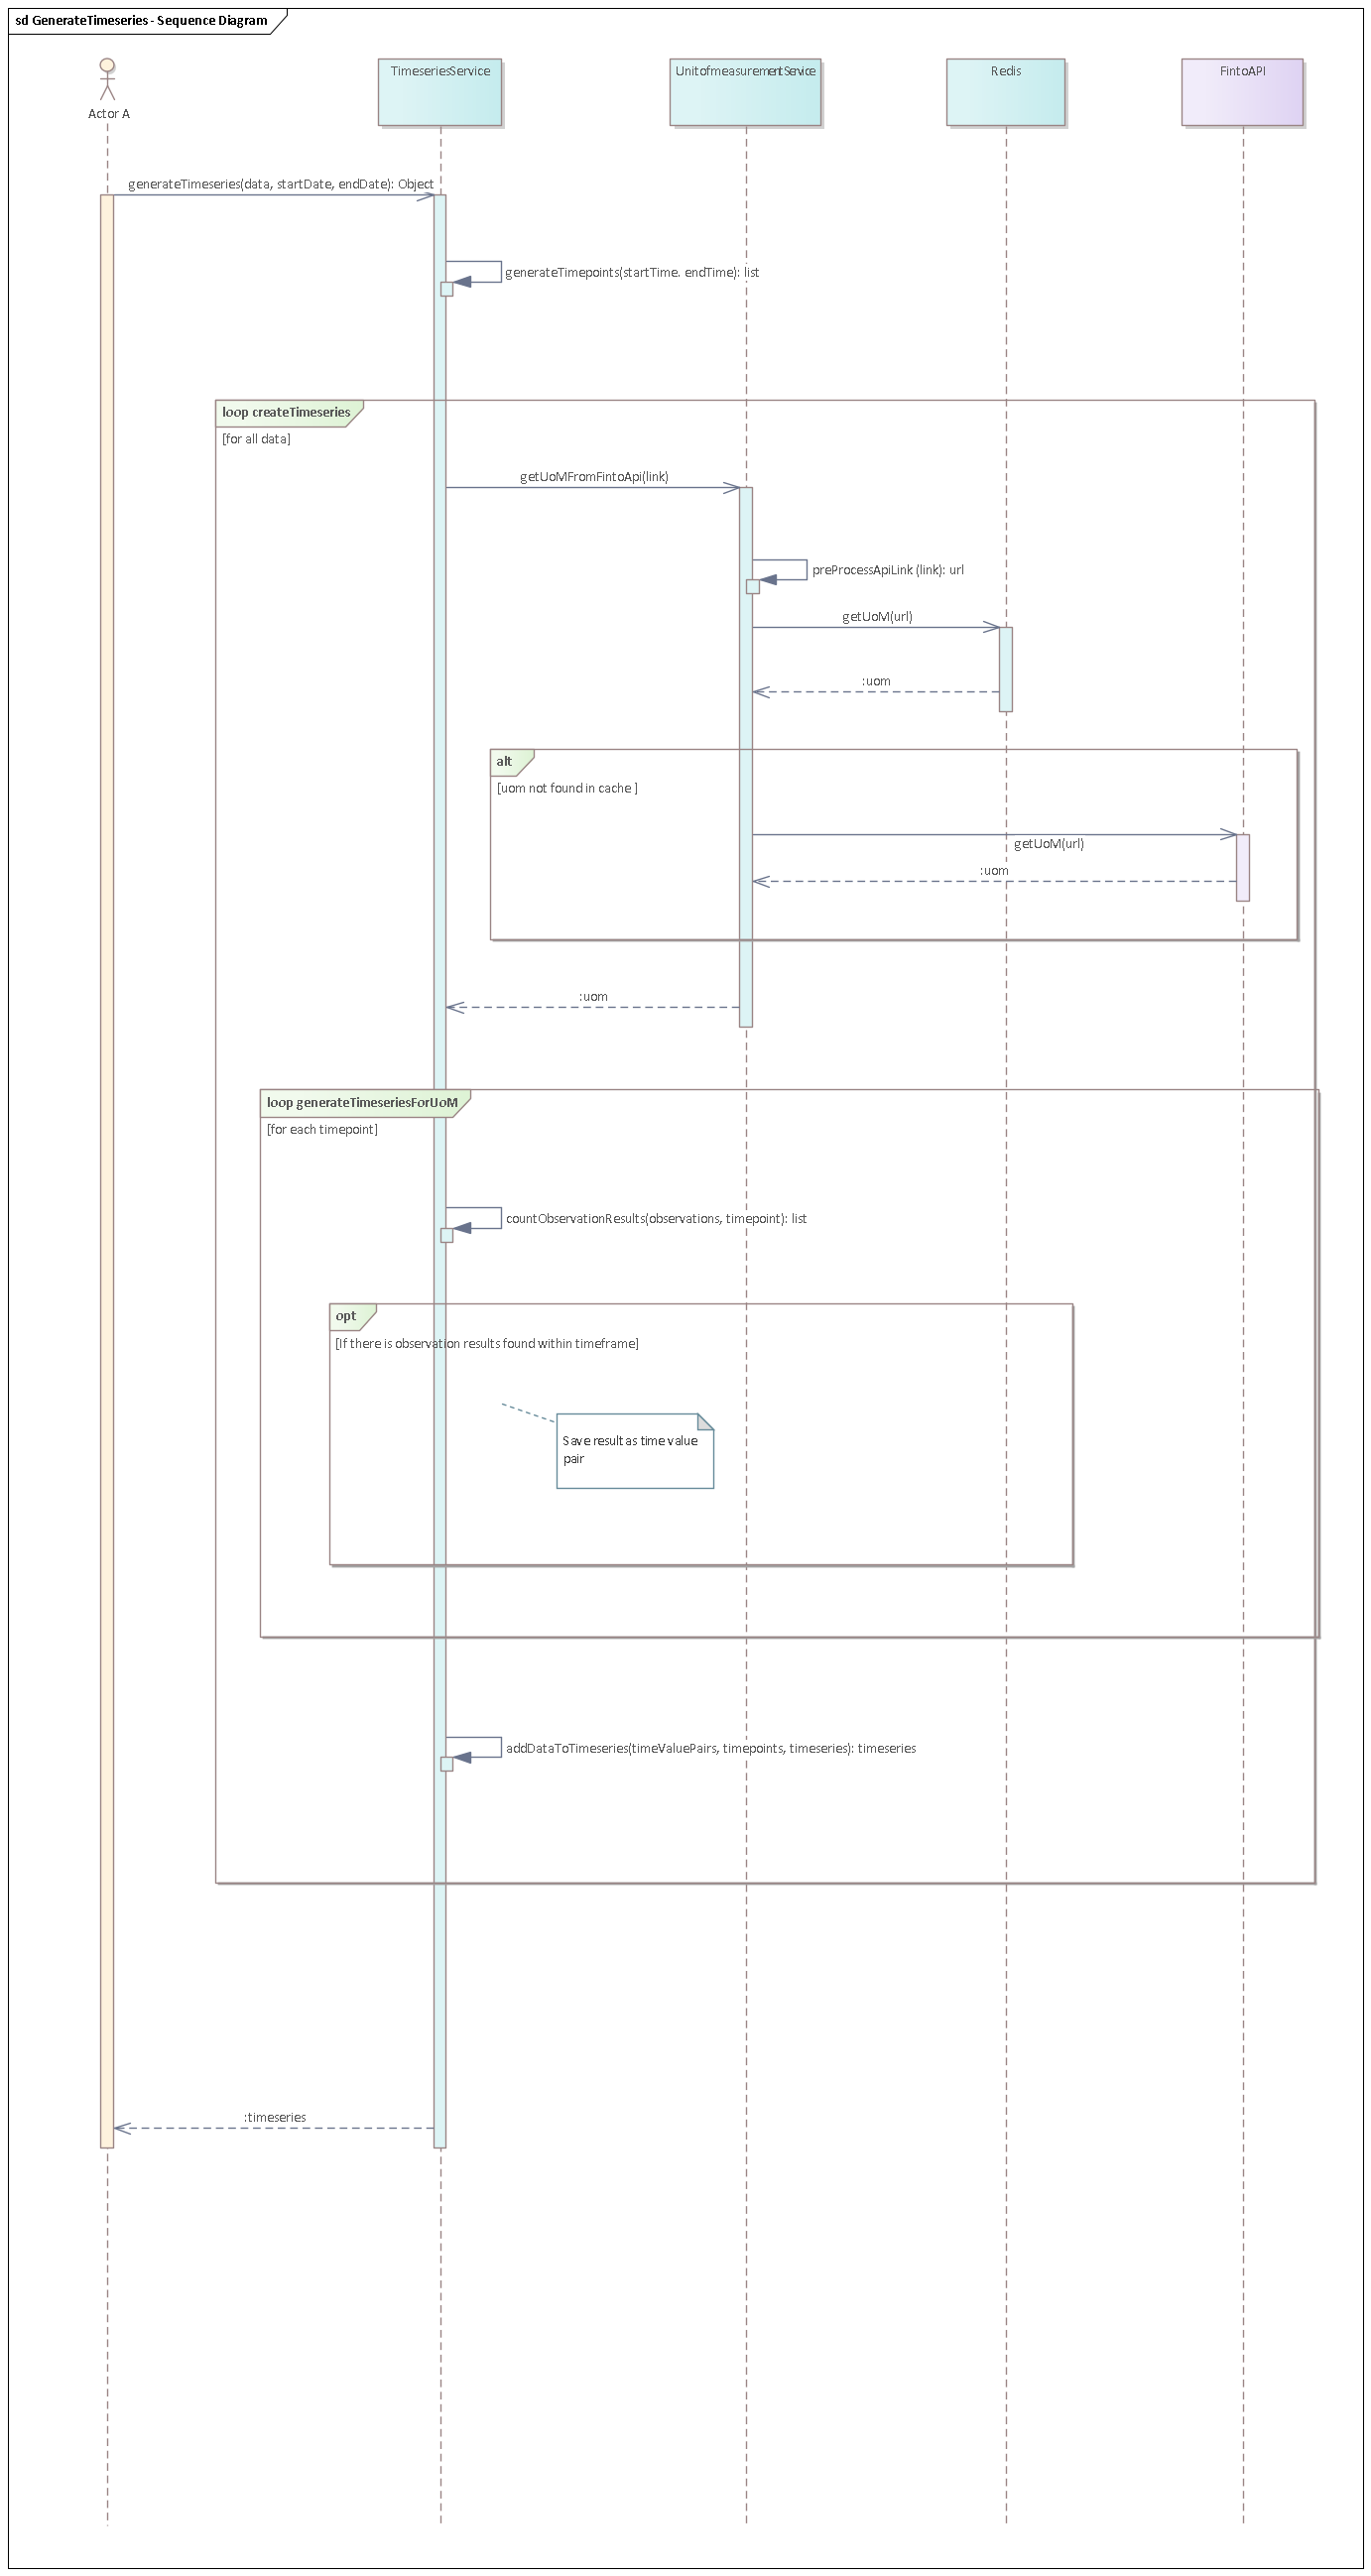 sd GenerateTimeseries - Sequence Diagram
TimeseriesService
UnitofmeasurementService
Redis
FintoAPI
Actor A
generateTimeseries(data, startDate, endDate): Object
generateTimepoints(startTime. endTime): list
loop createTimeseries
[for all data]
getUoMFromFintoApi(link)
preProcessApiLink (link): url
getUoM(url)
:uom
alt
[uom not found in cache ]
getUoM(url)
:uom
:uom
loop generateTimeseriesForUoM
[for each timepoint]
countObservationResults(observations, timepoint): list
opt
[If there is observation results found within timeframe]
Save result as time value
pair
addDataToTimeseries(timeValuePairs, timepoints, timeseries): timeseries
:timeseries